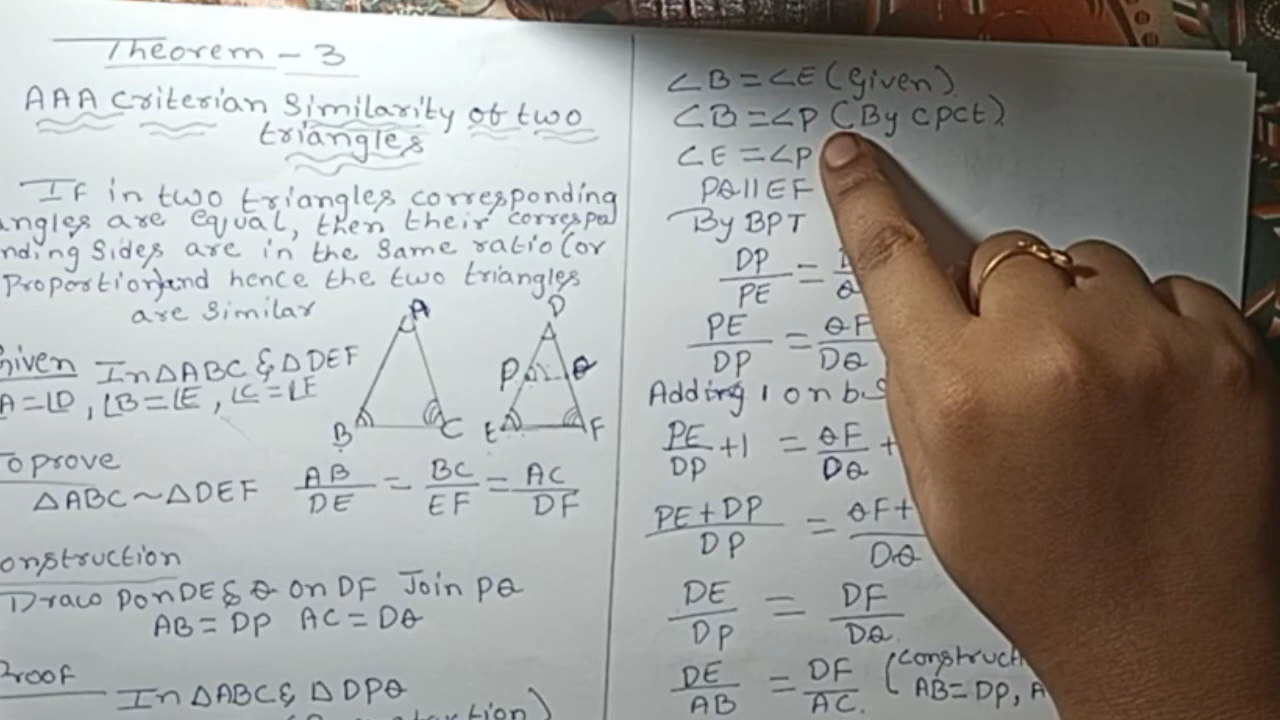 Theorem - 3
AAA Criterian Similarity of two
triangles
If in two triangles corresponding
angles are equal, then their correspo
nding sides are in the same ratio (or
Proportion) and hence the two triangles
are similar
Given In △ABC & △DEF
A = ∠D, ∠B = ∠E, ∠C = ∠F
A
B
C
D
P
Q
E
F
To prove
△ABC ~ △DEF AB/DE = BC/EF = AC/DF
onstruction
Draw P on DE & Q on DF Join PQ
AB = DP AC = DQ
Proof
In △ABC & △DPQ
∠B = ∠E (Given)
∠B = ∠P (By CPCt)
∠E = ∠P
PQ || EF
By BPT
DP/PE =
PE/DP = QF/DQ
Adding 1 on b.S
PE/DP + 1 = QF/DQ +
PE + DP/DP = QF +/DQ
DE/DP = DF/DQ
DE/AB = DF/AC (Constructi
AB = DP, A